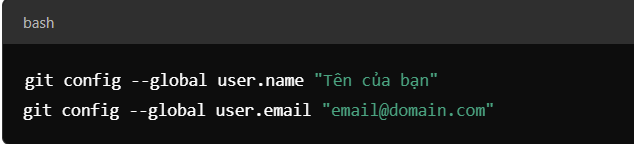 bash
git config --global user.name "Tên của bạn"
git config --global user.email "email@domain.com"